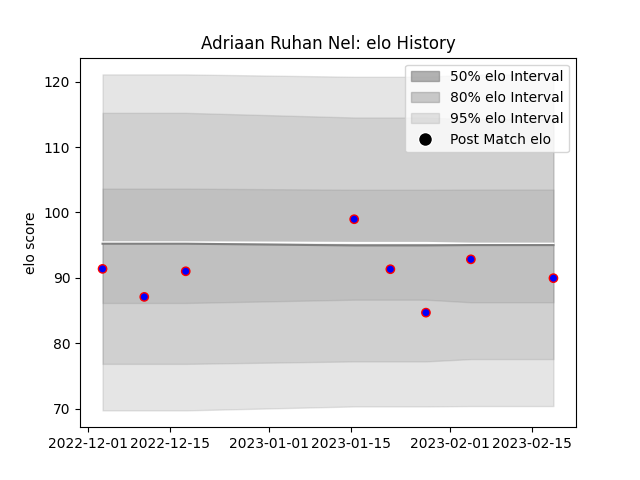 Adriaan Ruhan Nel: elo History
50% elo Interval
80% elo Interval
95% elo Interval
Post Match elo
elo score
120
110
100
90
80
70
2022-12-01 2022-12-15 2023-01-01 2023-01-15 2023-02-01 2023-02-15